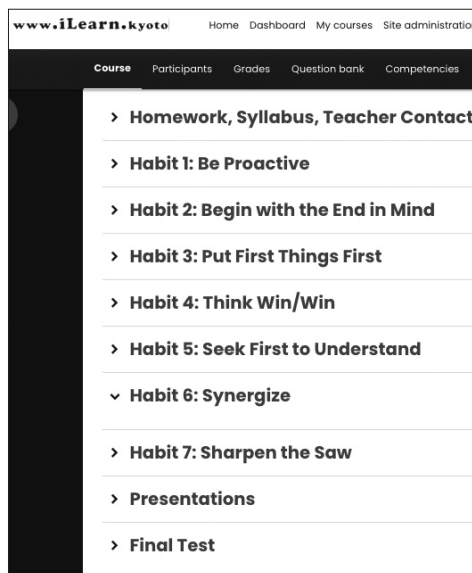 www.iLearn.kyoto Home Dashboard My courses Site administration
Course Participants Grades Question bank Competencies
Homework, Syllabus, Teacher Contact
Habit 1: Be Proactive
Habit 2: Begin with the End in Mind
Habit 3: Put First Things First
Habit 4: Think Win/Win
Habit 5: Seek First to Understand
Habit 6: Synergize
Habit 7: Sharpen the Saw
Presentations
Final Test